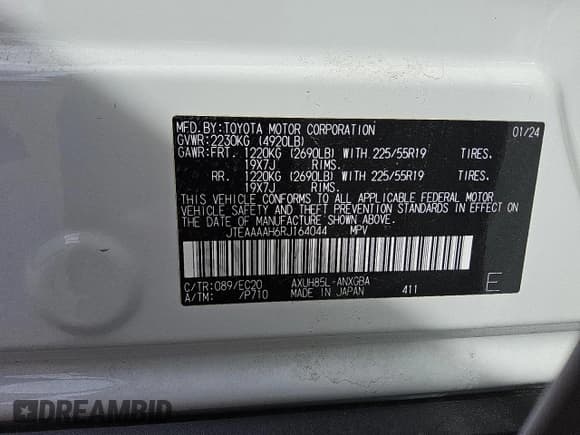 MFD.BY:TOYOTA MOTOR CORPORATION 01/24
GVWR:2230KG (4920LB)
GAWR:FRT. 1220KG (2690LB) WITH 225/55R19 TIRES.
19X7J RIMS.
RR. 1220KG (2690LB) WITH 225/55R19 TIRES.
19X7J RIMS.
THIS VEHICLE CONFORMS TO ALL APPLICABLE FEDERAL MOTOR
VEHICLE SAFETY AND THEFT PREVENTION STANDARDS IN EFFECT ON
THE DATE OF MANUFACTURE SHOWN ABOVE.
JTEAAAAH6RJ164044 MPV
C/TR:089/EC20 AXUH85L-ANXGBA
A/TM: /P710 MADE IN JAPAN 411 E
DREAMBID